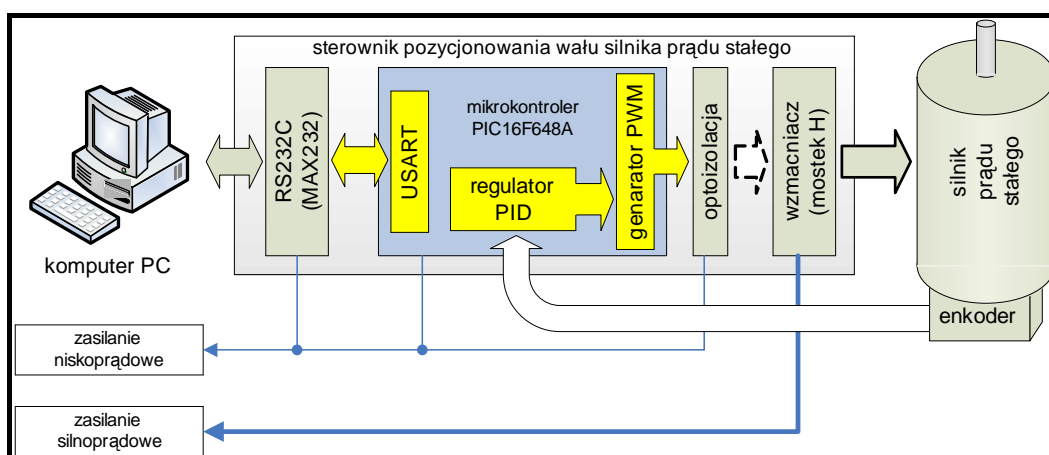 sterownik pozycjonowania wału silnika prądu stałego
komputer PC
RS232C
(MAX232)
USART
mikrokontroler
PIC16F648A
regulator
PID
genarator PWM
optoizolacja
wzmacniacz
(mostek H)
silnik
prądu
stałego
enkoder
zasilanie
niskoprądowe
zasilanie
silnoprądowe